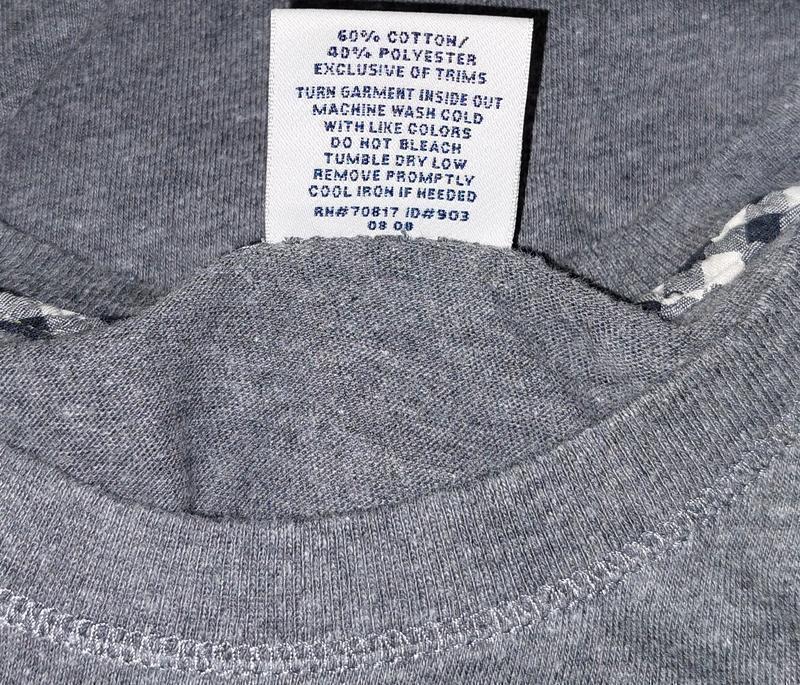 60% COTTON/
40% POLYESTER
EXCLUSIVE OF TRIMS
TURN GARMENT INSIDE OUT
MACHINE WASH COLD
WITH LIKE COLORS
DO NOT BLEACH
TUMBLE DRY LOW
REMOVE PROMPTLY
COOL IRON IF NEEDED
RN#70817 ID#903
08 08